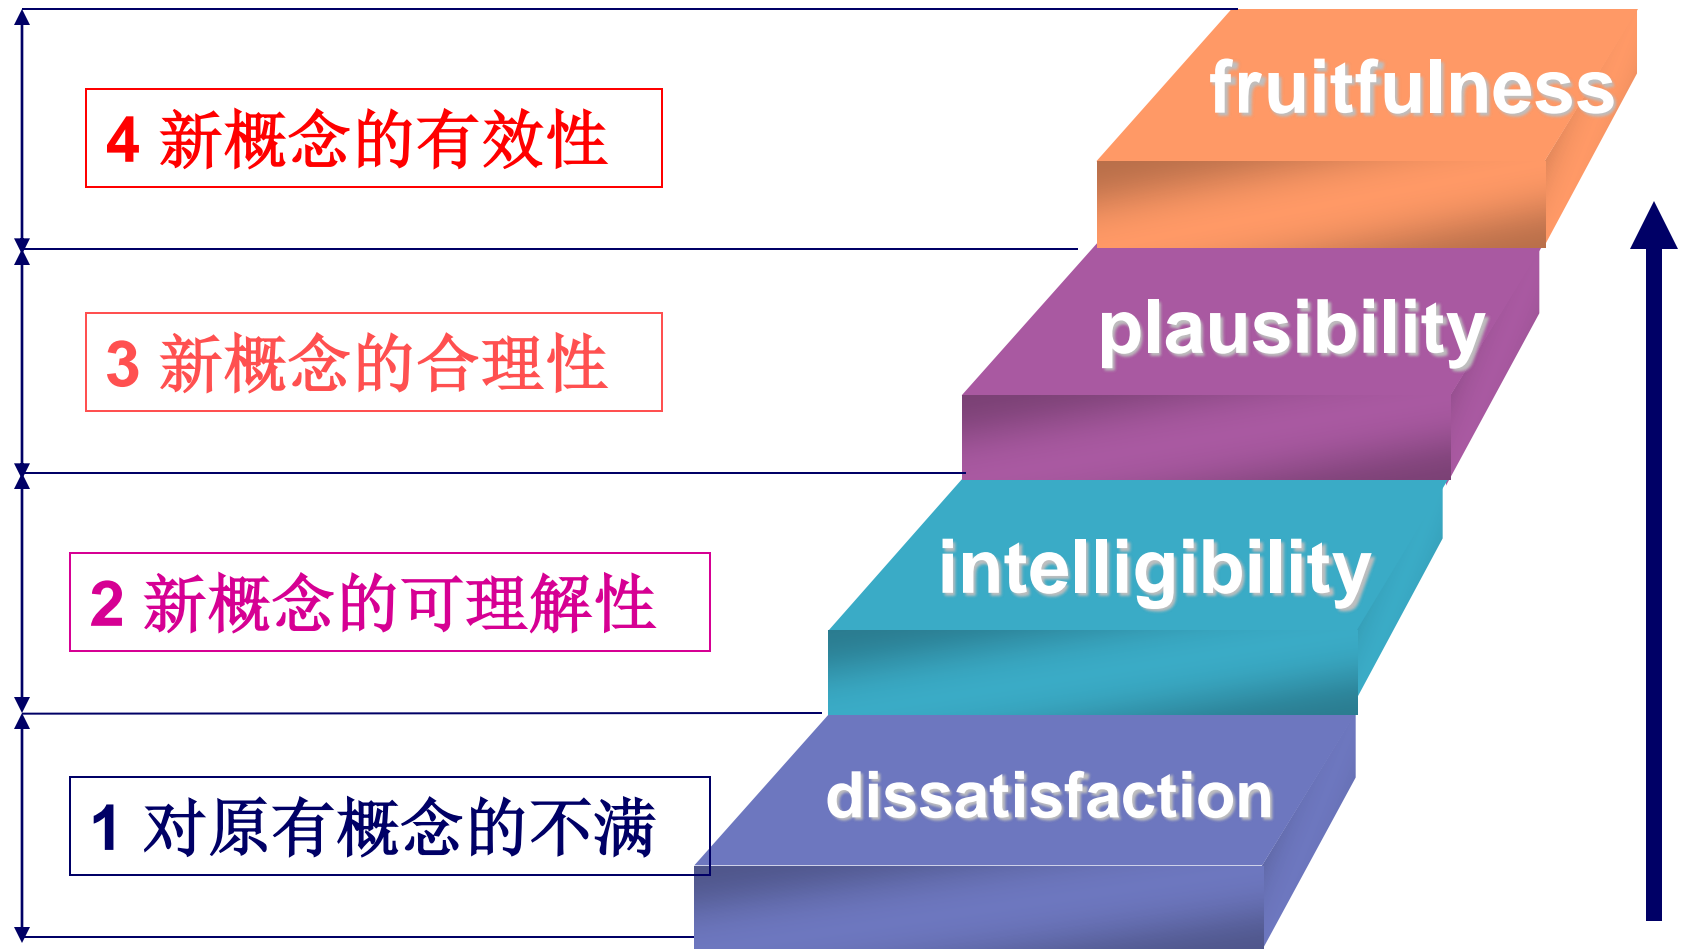 fruitfulness
4 新概念的有效性
plausibility
3 新概念的合理性
intelligibility
2 新概念的可理解性
dissatisfaction
1 对原有概念的不满